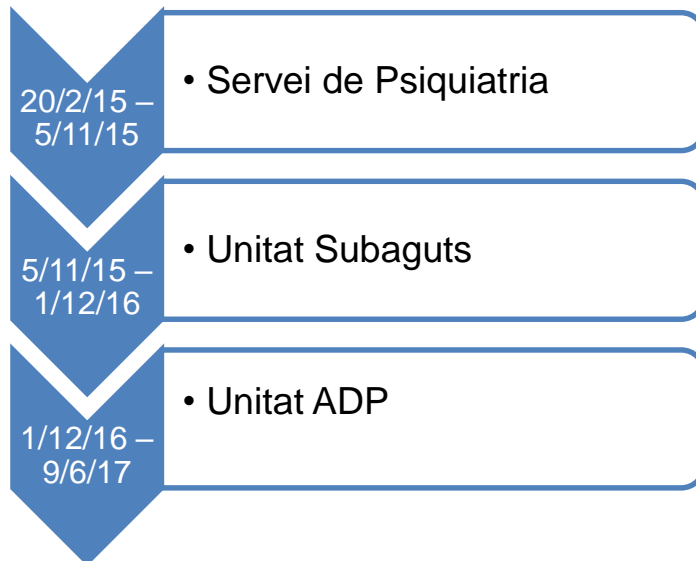 20/2/15 –
5/11/15
• Servei de Psiquiatria
5/11/15 –
1/12/16
• Unitat Subaguts
1/12/16 –
9/6/17
• Unitat ADP